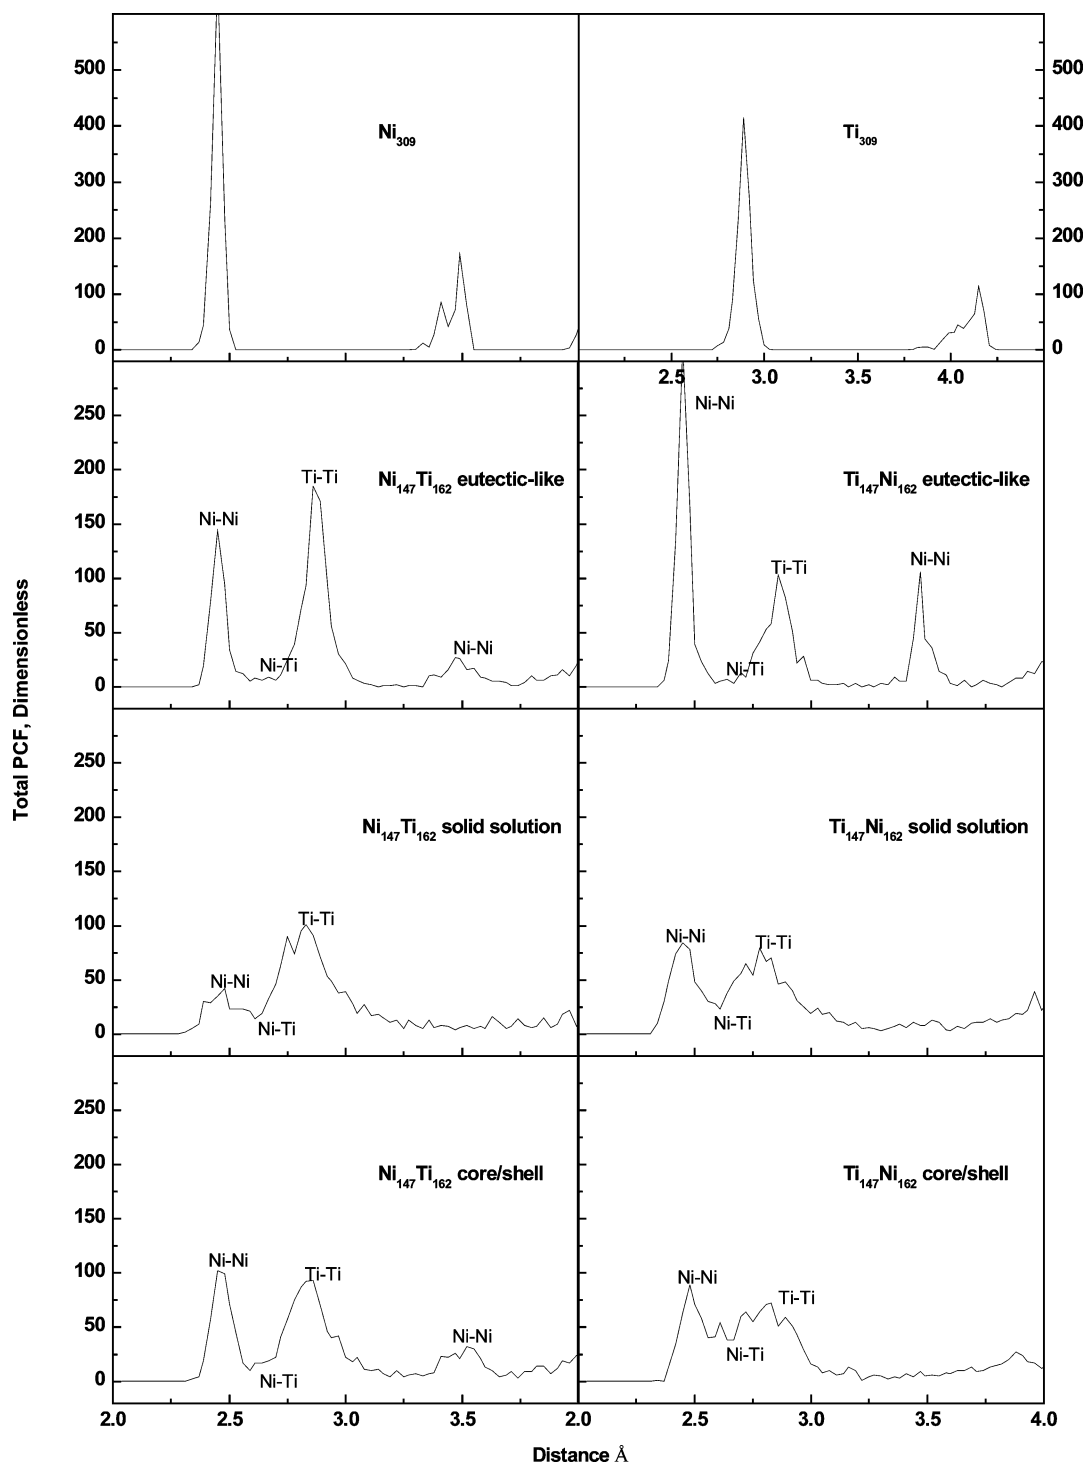 500
400
300
200
100
0
Ni309
Ti309
500
400
300
200
100
0
2.5 3.0 3.5 4.0
250
200
150
100
50
0
Ni147Ti162 eutectic-like
Ni-Ni
Ti-Ti
Ni-Ti
Ni-Ni
Ti147Ni162 eutectic-like
Ni-Ni
Ti-Ti
Ni-Ti
Ni-Ni
Total PCF, Dimensionless
250
200
150
100
50
0
Ni147Ti162 solid solution
Ni-Ni
Ti-Ti
Ni-Ti
Ti147Ni162 solid solution
Ni-Ni
Ti-Ti
Ni-Ti
250
200
150
100
50
0
Ni147Ti162 core/shell
Ni-Ni
Ti-Ti
Ni-Ti
Ni-Ni
Ti147Ni162 core/shell
Ni-Ni
Ti-Ti
Ni-Ti
2.0 2.5 3.0 3.5 2.0 2.5 3.0 3.5 4.0
Distance Å